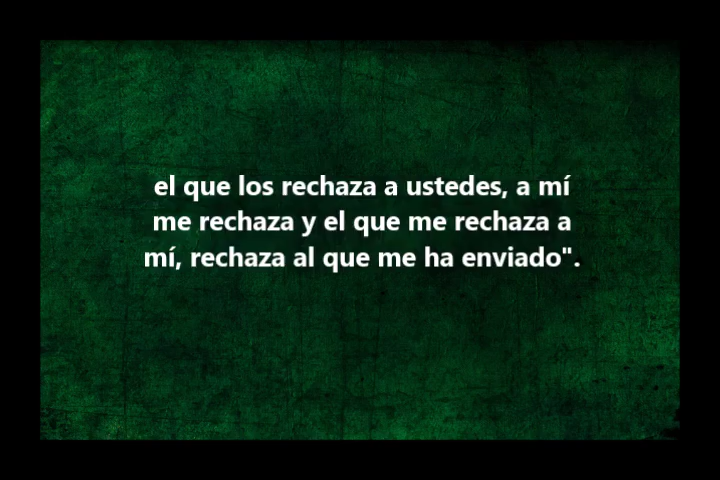 el que los rechaza a ustedes, a mí
me rechaza y el que me rechaza a
mí, rechaza al que me ha enviado".